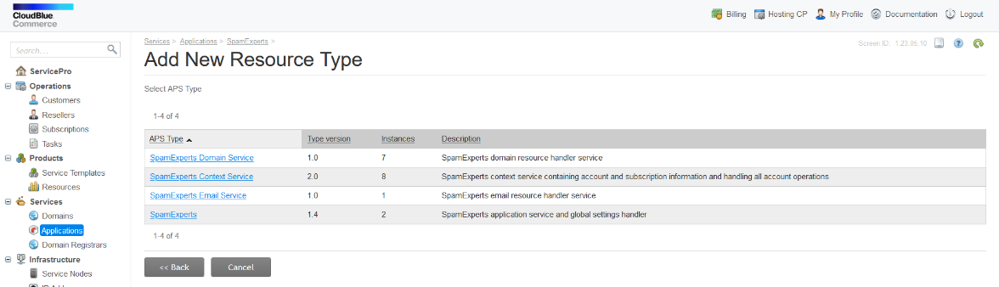 CloudBlue
Commerce
Billing Hosting CP My Profile Documentation Logout
Search...
ServicePro
Operations
Customers
Resellers
Subscriptions
Tasks
Products
Service Templates
Resources
Services
Domains
Applications
Domain Registrars
Infrastructure
Service Nodes
Services > Applications > SpamExperts >
Screen ID: 1.23.05.10
Add New Resource Type
Select APS Type
1-4 of 4
APS Type Type version Instances Description
SpamExperts Domain Service 1.0 7 SpamExperts domain resource handler service
SpamExperts Context Service 2.0 8 SpamExperts context service containing account and subscription information and handling all account operations
SpamExperts Email Service 1.0 1 SpamExperts email resource handler service
SpamExperts 1.4 2 SpamExperts application service and global settings handler
1-4 of 4
<< Back Cancel